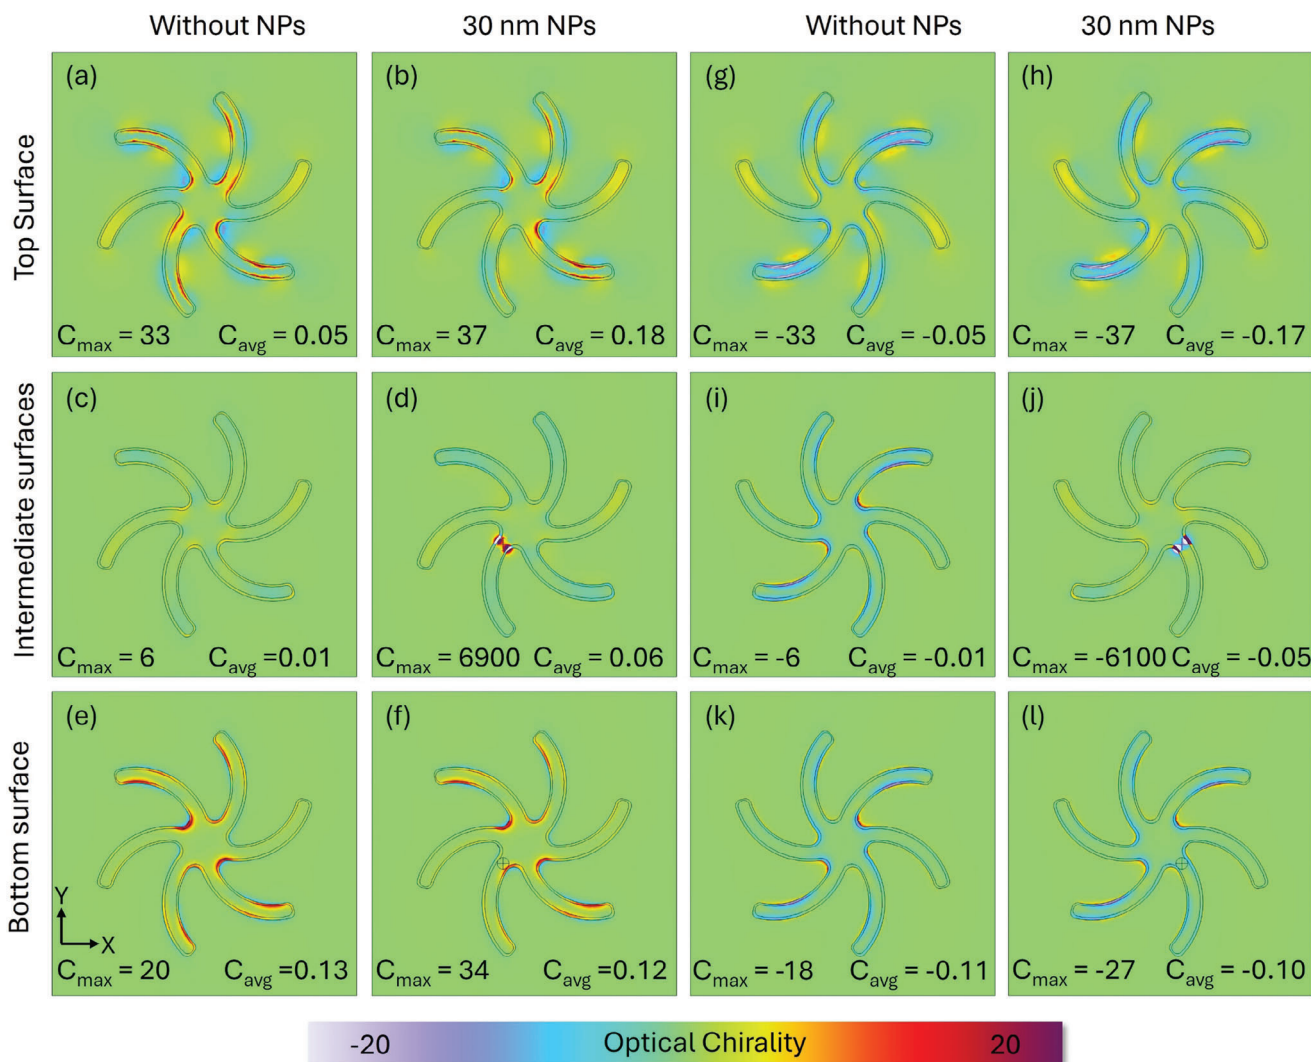 Without NPs 30 nm NPs Without NPs 30 nm NPs
Top Surface
(a) (b) (g) (h)
Cmax = 33 Cavg = 0.05 Cmax = 37 Cavg = 0.18 Cmax = -33 Cavg = -0.05 Cmax = -37 Cavg = -0.17
Intermediate surfaces
(c) (d) (i) (j)
Cmax = 6 Cavg =0.01 Cmax = 6900 Cavg = 0.06 Cmax = -6 Cavg = -0.01 Cmax = -6100 Cavg = -0.05
Bottom surface
(e) (f) (k) (l)
Y
X
Cmax = 20 Cavg =0.13 Cmax = 34 Cavg =0.12 Cmax = -18 Cavg = -0.11 Cmax = -27 Cavg = -0.10
-20 Optical Chirality 20